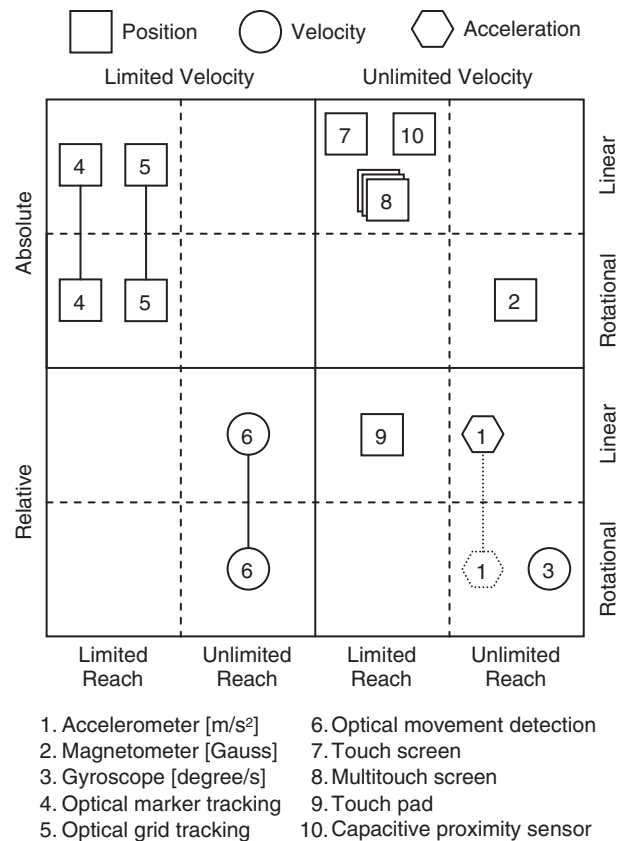 Position Velocity Acceleration
Limited Velocity Unlimited Velocity
Absolute
Relative
Linear
Rotational
Linear
Rotational
7 10
4 5
8
4 5 2
6 9 1
6 1 3
Limited Reach
Unlimited Reach
Limited Reach
Unlimited Reach
1. Accelerometer [m/s²]
2. Magnetometer [Gauss]
3. Gyroscope [degree/s]
4. Optical marker tracking
5. Optical grid tracking
6. Optical movement detection
7. Touch screen
8. Multitouch screen
9. Touch pad
10. Capacitive proximity sensor